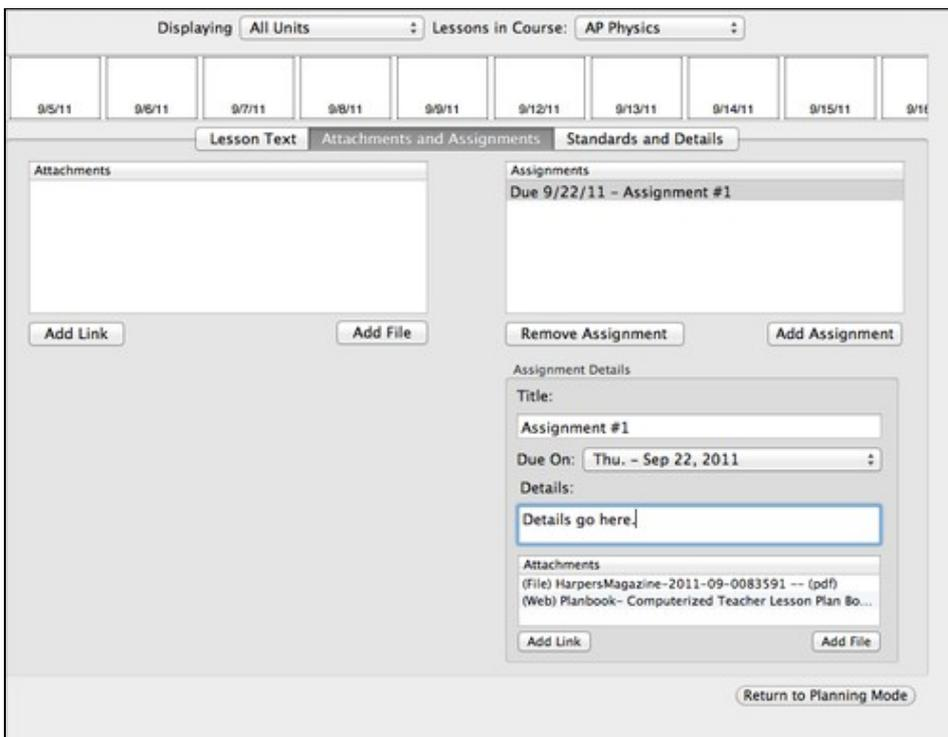 Displaying All Units Lessons in Course: AP Physics
9/5/11 9/6/11 9/7/11 9/8/11 9/9/11 9/12/11 9/13/11 9/14/11 9/15/11 9/16
Lesson Text Attachments and Assignments Standards and Details
Attachments
Assignments
Due 9/22/11 – Assignment #1
Add Link Add File
Remove Assignment Add Assignment
Assignment Details
Title:
Assignment #1
Due On: Thu. – Sep 22, 2011
Details:
Details go here.
Attachments
(File) HarpersMagazine-2011-09-0083591 -- (pdf)
(Web) Planbook- Computerized Teacher Lesson Plan Bo...
Add Link Add File
Return to Planning Mode